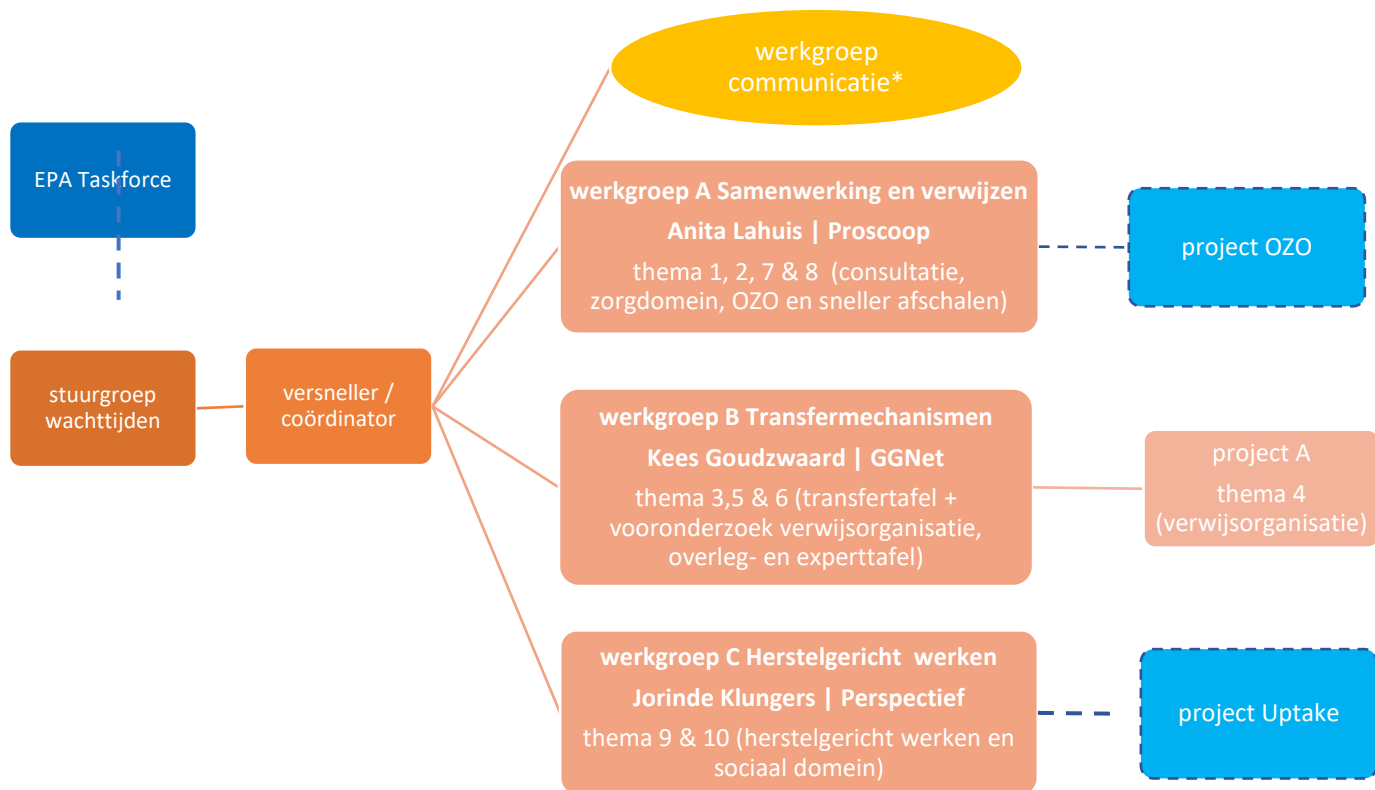 werkgroep
communicatie*
EPA Taskforce
werkgroep A Samenwerking en verwijzen
Anita Lahuis | Proscoop
thema 1, 2, 7 & 8 (consultatie,
zorgdomein, OZO en sneller afschalen)
project OZO
stuurgroep
wachttijden
versneller /
coördinator
werkgroep B Transfermechanismen
Kees Goudzwaard | GGNet
thema 3,5 & 6 (transfertafel +
vooronderzoek verwijsorganisatie,
overleg- en experttafel)
project A
thema 4
(verwijsorganisatie)
werkgroep C Herstelgericht werken
Jorinde Klungers | Perspectief
thema 9 & 10 (herstelgericht werken en
sociaal domein)
project Uptake